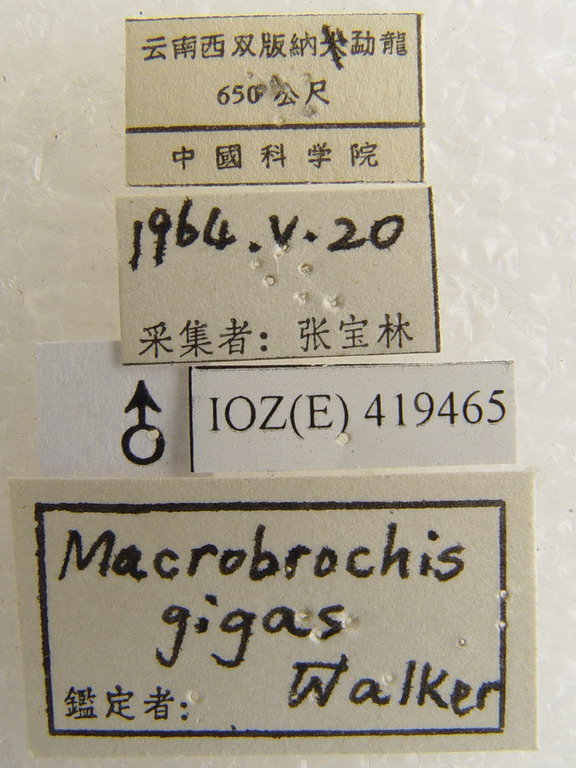 云南西双版納勐龍
650 公尺
中國科学院
1964.V.20
采集者：张宝林
♂
IOZ(E) 419465
Macrobrochis
gigas
Walker
鑑定者：